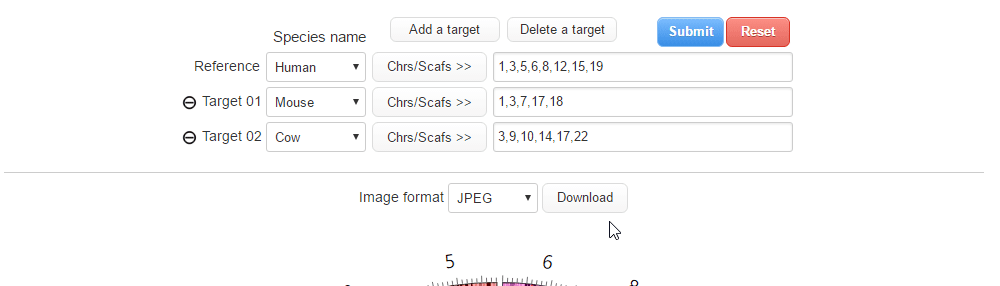 Species name Add a target Delete a target Submit Reset
Reference Human Chrs/Scafs >> 1,3,5,6,8,12,15,19
Target 01 Mouse Chrs/Scafs >> 1,3,7,17,18
Target 02 Cow Chrs/Scafs >> 3,9,10,14,17,22
Image format JPEG Download
5 6